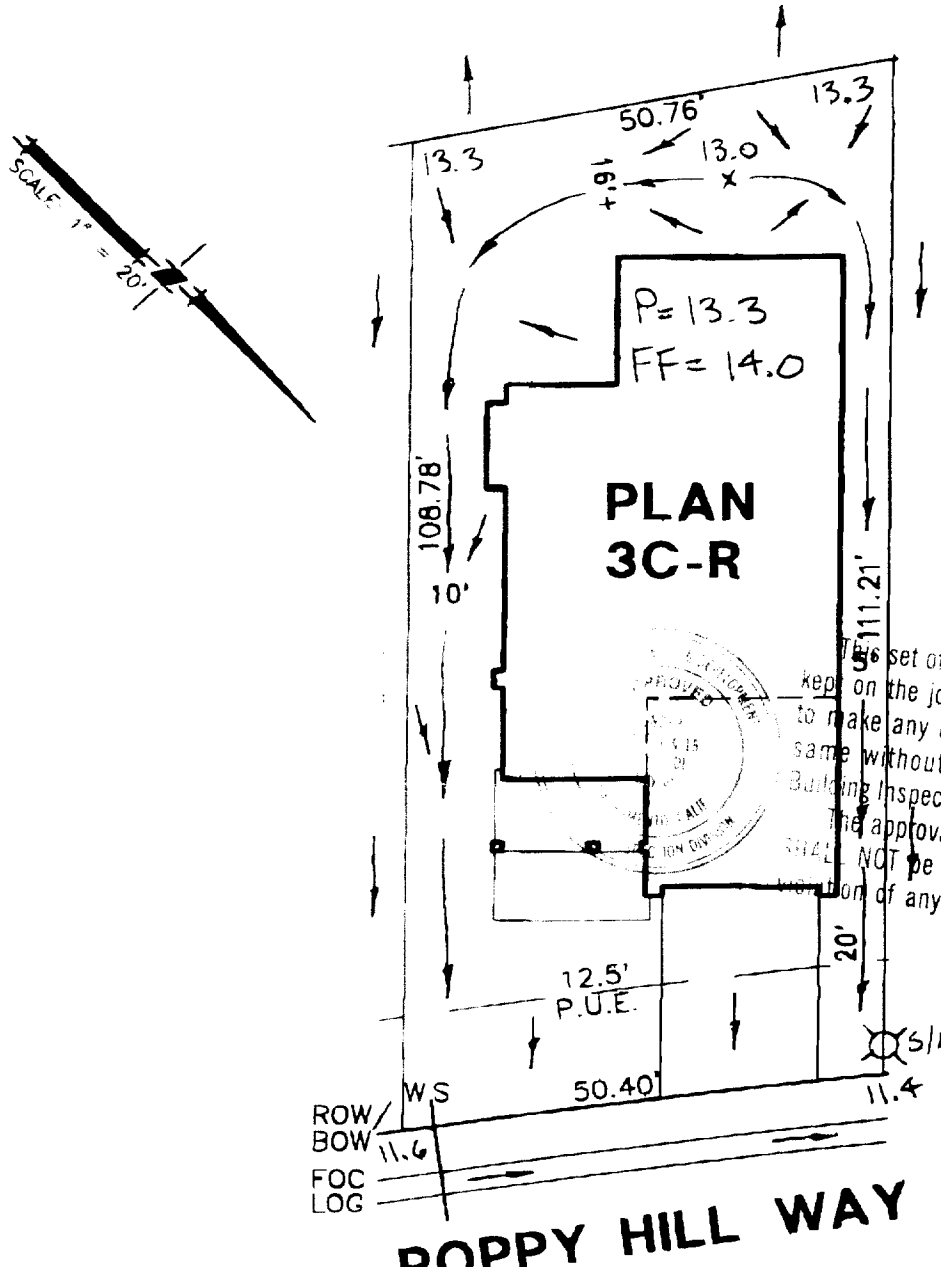 50.76'
13.3
13.3
13.0
16'+
SCALE 1" = 20'
P= 13.3
FF= 14.0
108.78'
PLAN
3C-R
10'
111.21'
5'
This set of
kept on the jo
to make any
same without
Building Inspec
The approva
NOT be
of any
APPROVED
DIVISION
20'
12.5'
P.U.E.
S/
W S
50.40'
11.4
ROW
BOW
11.6
FOC
LOG
POPPY HILL WAY